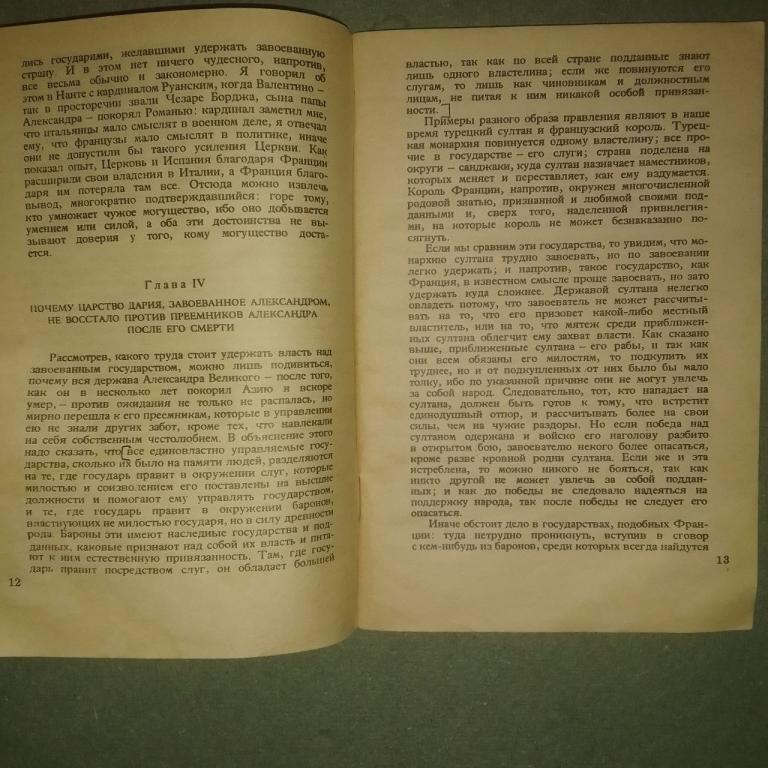 лись государями, желавшими удержать завоеванную
страну. И в этом нет ничего чудесного, напротив,
все весьма обычно и закономерно. Я говорил об
этом в Нанте с кардиналом Руанским, когда Валентино –
так в просторечии звали Чезаре Борджа, сына папы
Александра – покорял Романью: кардинал заметил мне,
что итальянцы мало смыслят в военном деле, я отвечал
ему, что французы мало смыслят в политике, иначе
они не допустили бы такого усиления Церкви. Как
показал опыт, Церковь и Испания благодаря Франции
расширили свои владения в Италии, а Франция благо-
даря им потеряла там все. Отсюда можно извлечь
вывод, многократно подтверждавшийся: горе тому,
кто умножает чужое могущество, ибо оно добывается
умением или силой, а оба эти достоинства не вы-
зывают доверия у того, кому могущество доста-
ется.
Глава IV
ПОЧЕМУ ЦАРСТВО ДАРИЯ, ЗАВОЕВАННОЕ АЛЕКСАНДРОМ,
НЕ ВОССТАЛО ПРОТИВ ПРЕЕМНИКОВ АЛЕКСАНДРА
ПОСЛЕ ЕГО СМЕРТИ
Рассмотрев, какого труда стоит удержать власть над
завоеванным государством, можно лишь подивиться,
почему вся держава Александра Великого – после того,
как он в несколько лет покорил Азию и вскоре
умер, – против ожидания не только не распалась, но
мирно перешла к его преемникам, которые в управлении
ею не знали других забот, кроме тех, что навлекали
на себя собственным честолюбием. В объяснение этого
надо сказать, что все единовластно управляемые госу-
дарства, сколько их было на памяти людей, разделяются
на те, где государь правит в окружении слуг, которые
милостью и соизволением его поставлены на высшие
должности и помогают ему управлять государством,
и те, где государь правит в окружении баронов,
властвующих не милостью государя, но в силу древности
рода. Бароны эти имеют наследные государства и под-
данных, каковые признают над собой их власть и пита-
ют к ним естественную привязанность. Там, где госу-
дарь правит посредством слуг, он обладает большей
12
властью, так как по всей стране подданные знают
лишь одного властелина; если же повинуются его
слугам, то лишь как чиновникам и должностным
лицам, не питая к ним никакой особой привязан-
ности.
Примеры разного образа правления являют в наше
время турецкий султан и французский король. Турец-
кая монархия повинуется одному властелину; все про-
чие в государстве – его слуги; страна поделена на
округи – санджаки, куда султан назначает наместников,
которых меняет и переставляет, как ему вздумается.
Король Франции, напротив, окружен многочисленной
родовой знатью, признанной и любимой своими под-
данными и, сверх того, наделенной привилегия-
ми, на которые король не может безнаказанно по-
сягнуть.
Если мы сравним эти государства, то увидим, что мо-
нархию султана трудно завоевать, но по завоевании
легко удержать; и напротив, такое государство, как
Франция, в известном смысле проще завоевать, но зато
удержать куда сложнее. Державой султана нелегко
овладеть потому, что завоеватель не может рассчиты-
вать на то, что его призовет какой-либо местный
властитель, или на то, что мятеж среди приближен-
ных султана облегчит ему захват власти. Как сказано
выше, приближенные султана – его рабы, и так как
они всем обязаны его милостям, то подкупить их
труднее, но и от подкупленных от них было бы мало
толку, ибо по указанной причине они не могут увлечь
за собой народ. Следовательно, тот, кто нападает на
султана, должен быть готов к тому, что встретит
единодушный отпор, и рассчитывать более на свои
силы, чем на чужие раздоры. Но если победа над
султаном одержана и войско его наголову разбито
в открытом бою, завоевателю некого более опасаться,
кроме разве кровной родни султана. Если же и эта
истреблена, то можно никого не бояться, так как
никто другой не может увлечь за собой поддан-
ных; и как до победы не следовало надеяться на
поддержку народа, так после победы не следует его
опасаться.
Иначе обстоит дело в государствах, подобных Фран-
ции: туда нетрудно проникнуть, вступив в сговор
с кем-нибудь из баронов, среди которых всегда найдутся
13